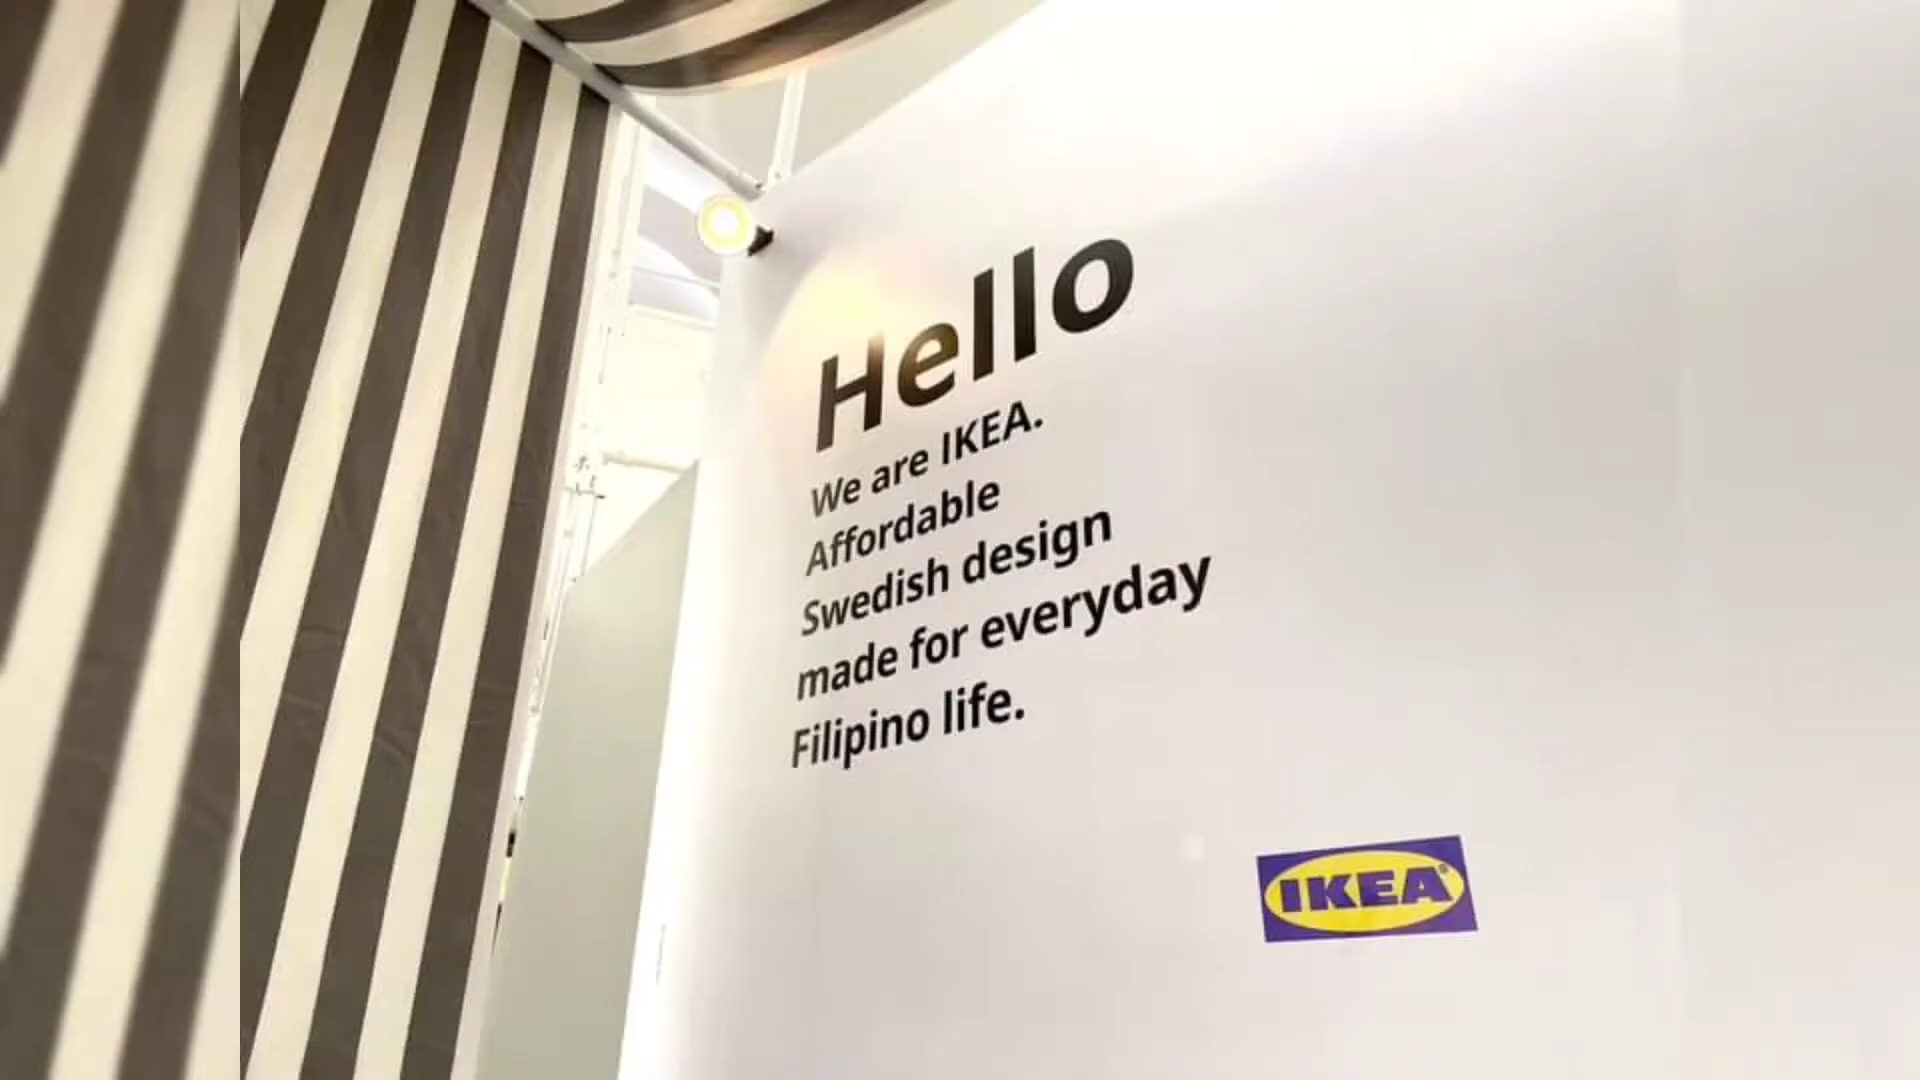 Hello
We are IKEA.
Affordable
Swedish design
made for everyday
Filipino life.
IKEA®